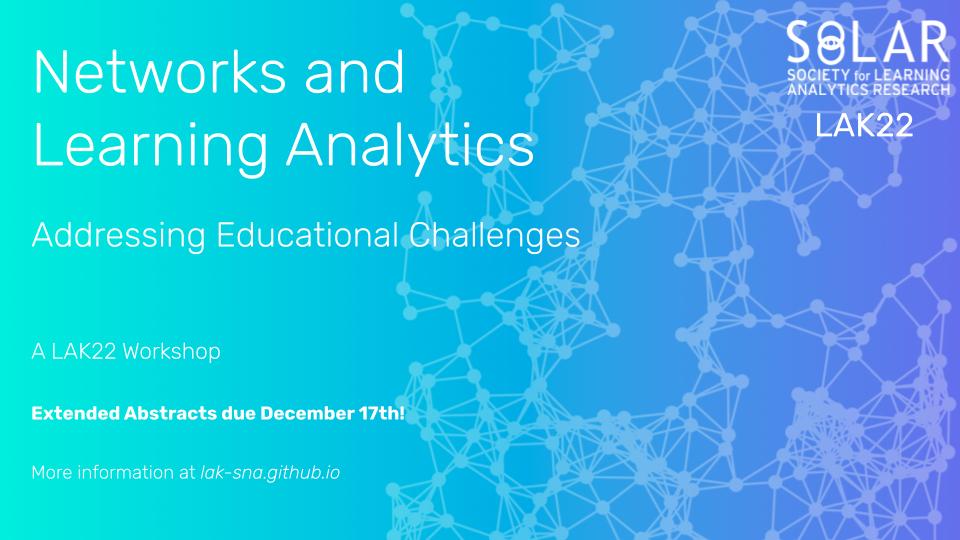 Networks and
Learning Analytics
Addressing Educational Challenges
A LAK22 Workshop
Extended Abstracts due December 17th!
More information at lak-sna.github.io
SOLAR
SOCIETY for LEARNING
ANALYTICS RESEARCH
LAK22